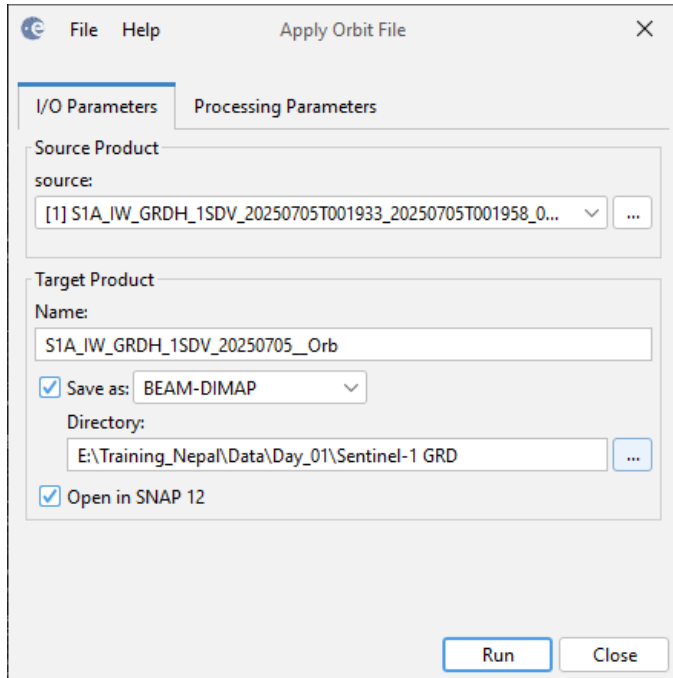 File Help Apply Orbit File
I/O Parameters Processing Parameters
Source Product
source:
[1] S1A_IW_GRDH_1SDV_20250705T001933_20250705T001958_0... ...
Target Product
Name:
S1A_IW_GRDH_1SDV_20250705__Orb
Save as: BEAM-DIMAP
Directory:
E:\Training_Nepal\Data\Day_01\Sentinel-1 GRD ...
Open in SNAP 12
Run Close